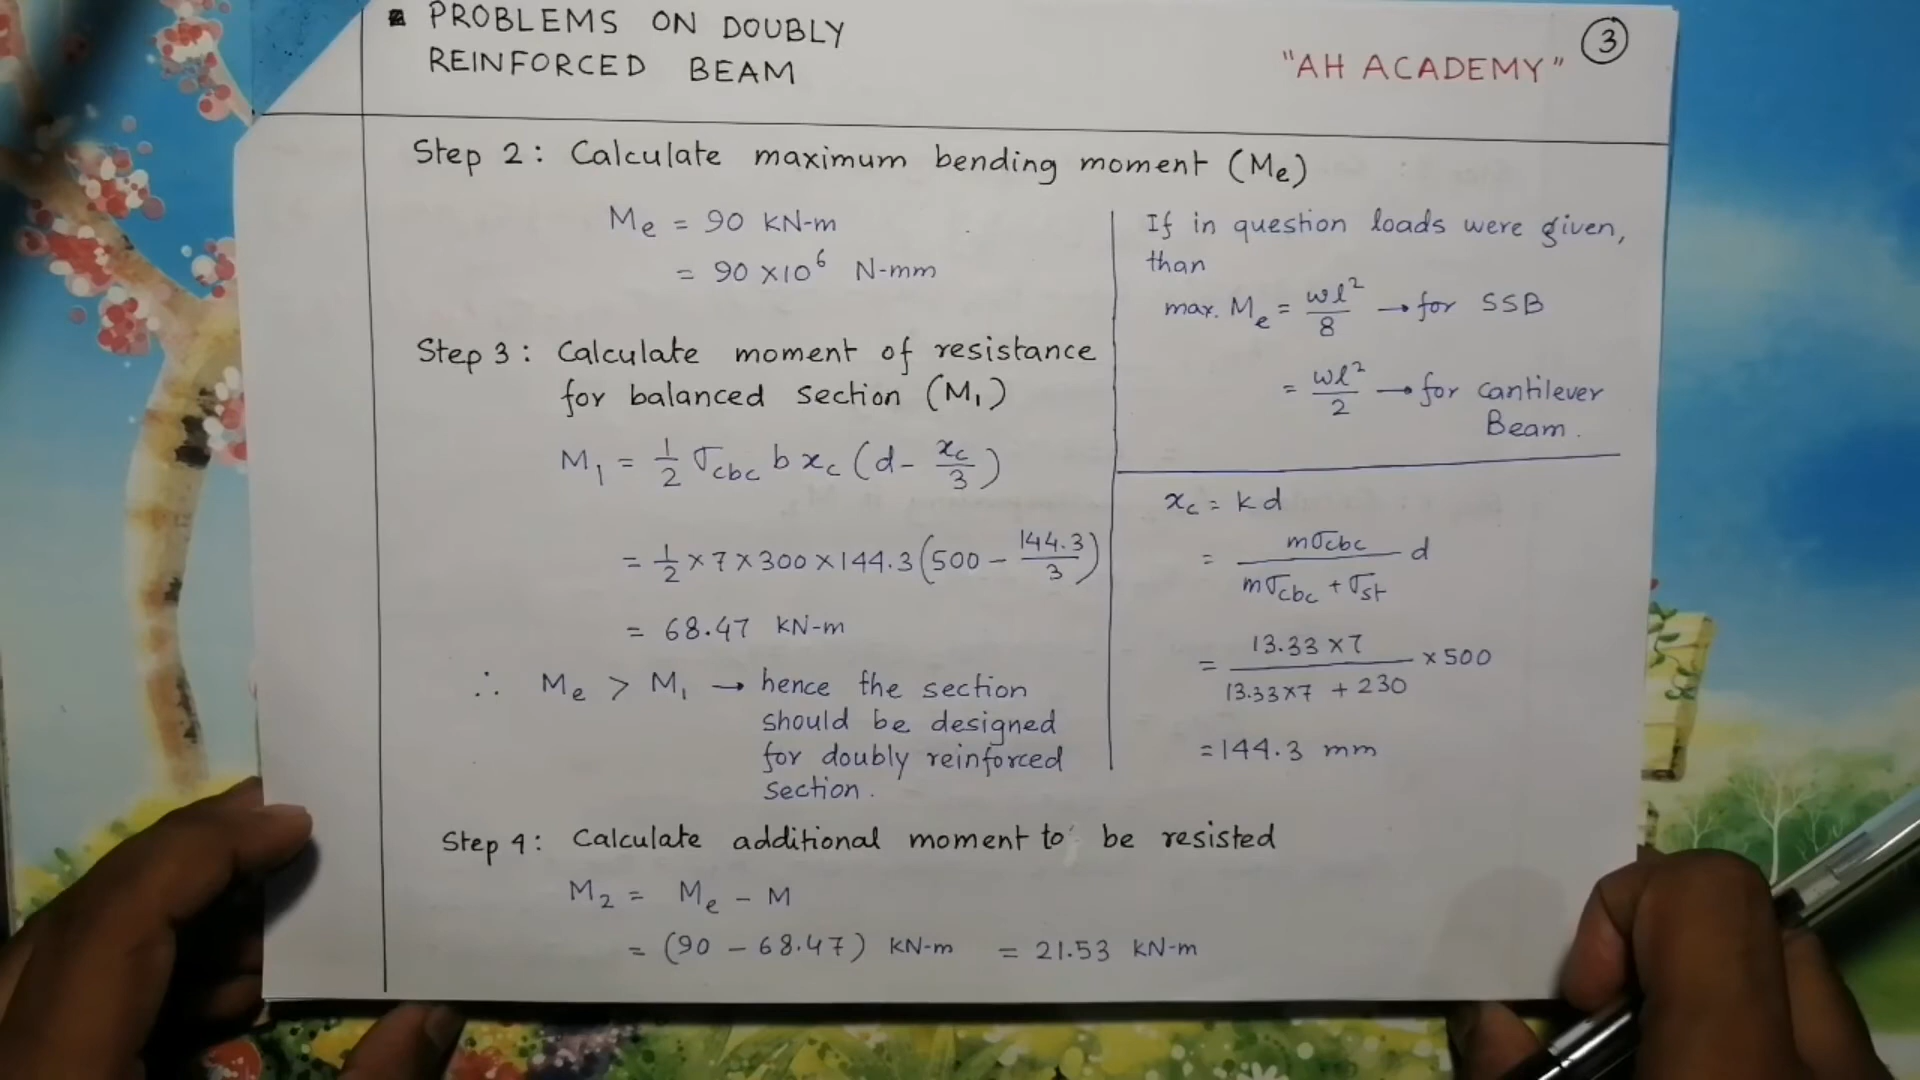 PROBLEMS ON DOUBLY
REINFORCED BEAM
"AH ACADEMY"
3
Step 2: Calculate maximum bending moment (Me)
Me = 90 KN-m
= 90 ×10⁶ N-mm
If in question loads were given,
than
max. Me = wl²/8 → for SSB
= wl²/2 → for cantilever
Beam.
Step 3: Calculate moment of resistance
for balanced section (M₁)
M₁ = 1/2 σcbc b xc (d - xc/3)
= 1/2 × 7 × 300 × 144.3 (500 - 144.3/3)
= 68.47 KN-m
∴ Me > M₁ → hence the section
should be designed
for doubly reinforced
section.
xc = kd
= mσcbc/(mσcbc + σst) d
= (13.33 × 7)/(13.33×7 + 230) × 500
= 144.3 mm
Step 4: Calculate additional moment to be resisted
M₂ = Me - M
= (90 - 68.47) KN-m = 21.53 KN-m